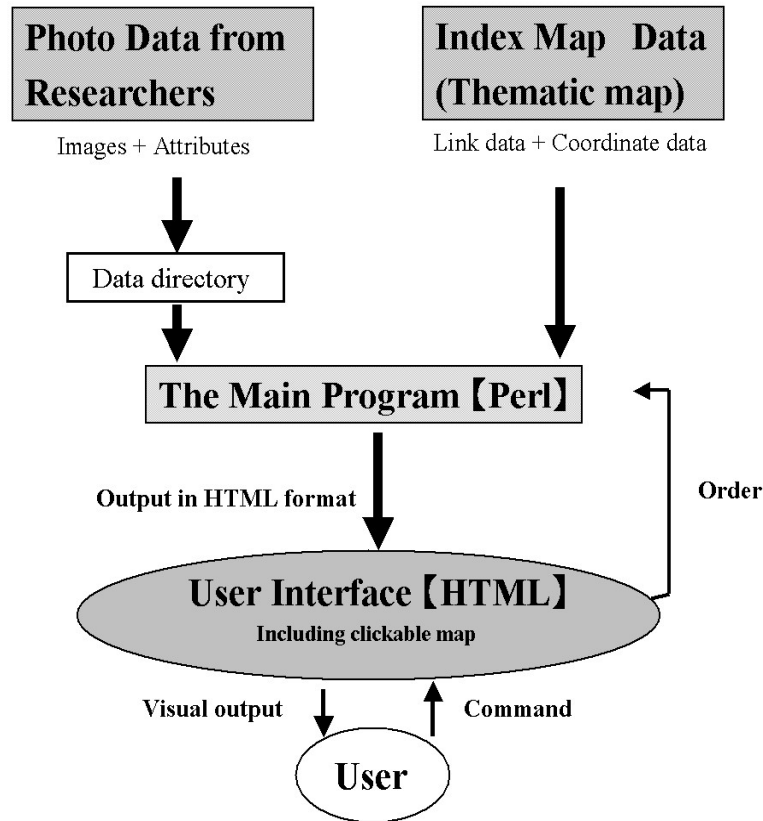 Photo Data from
Researchers
Images + Attributes
Index Map Data
(Thematic map)
Link data + Coordinate data
Data directory
The Main Program【Perl】
Output in HTML format
Order
User Interface【HTML】
Including clickable map
Visual output
Command
User